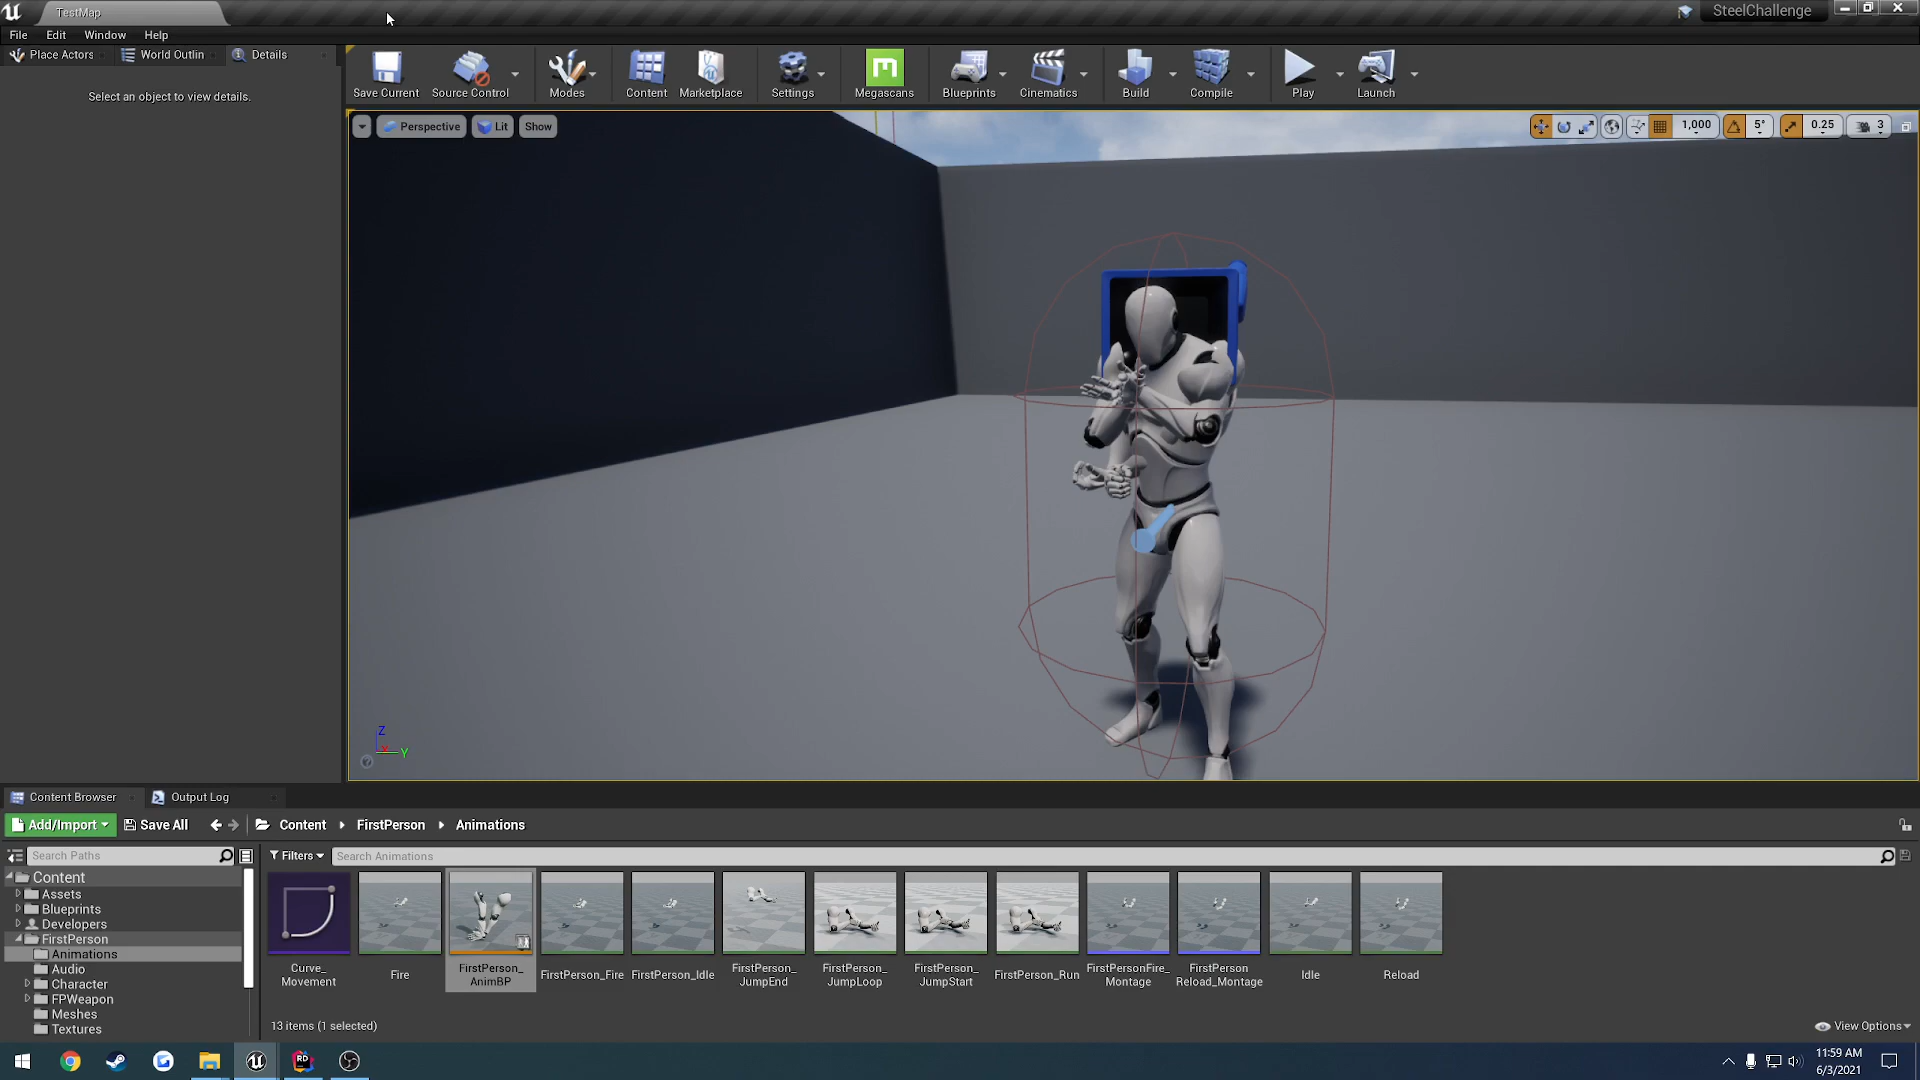 TestMap
SteelChallenge
File Edit Window Help
Place Actors World Outlin Details
Select an object to view details.
Save Current Source Control Modes Content Marketplace Settings Megascans Blueprints Cinematics Build Compile Play Launch
Perspective Lit Show
1,000 5° 0.25 3
Z
X Y
Content Browser Output Log
Add/Import Save All Content FirstPerson Animations
Search Paths
Filters Search Animations
Content
Assets
Blueprints
Developers
FirstPerson
Animations
Audio
Character
FPWeapon
Meshes
Textures
Curve_
Movement
Fire
FirstPerson_
AnimBP
FirstPerson_Fire
FirstPerson_Idle
FirstPerson_
JumpEnd
FirstPerson_
JumpLoop
FirstPerson_
JumpStart
FirstPerson_Run
FirstPersonFire_
Montage
FirstPerson
Reload_Montage
Idle
Reload
13 items (1 selected)
View Options
RD
11:59 AM
6/3/2021